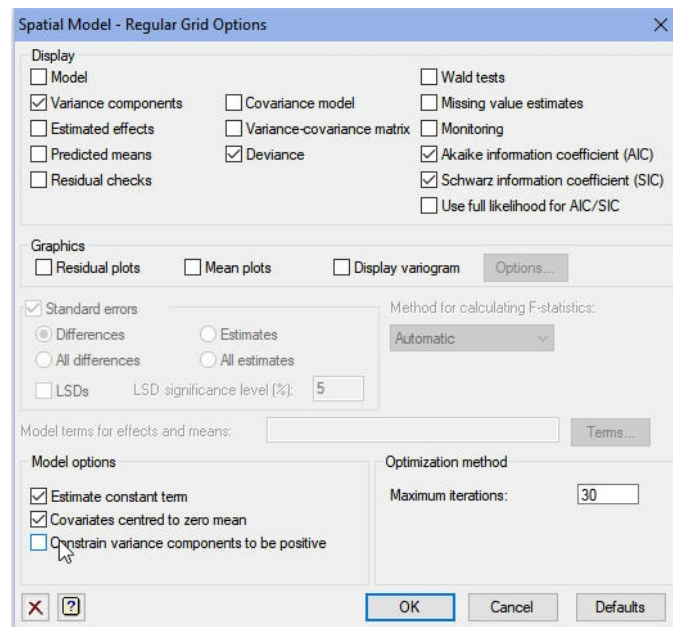 Spatial Model - Regular Grid Options
Display
Model
Wald tests
Variance components
Covariance model
Missing value estimates
Estimated effects
Variance-covariance matrix
Monitoring
Predicted means
Deviance
Akaike information coefficient (AIC)
Residual checks
Schwarz information coefficient (SIC)
Use full likelihood for AIC/SIC
Graphics
Residual plots
Mean plots
Display variogram
Options...
Standard errors
Method for calculating F-statistics:
Differences
Estimates
Automatic
All differences
All estimates
LSDs
LSD significance level (%):
5
Model terms for effects and means:
Terms...
Model options
Optimization method
Estimate constant term
Maximum iterations:
30
Covariates centred to zero mean
Constrain variance components to be positive
OK
Cancel
Defaults